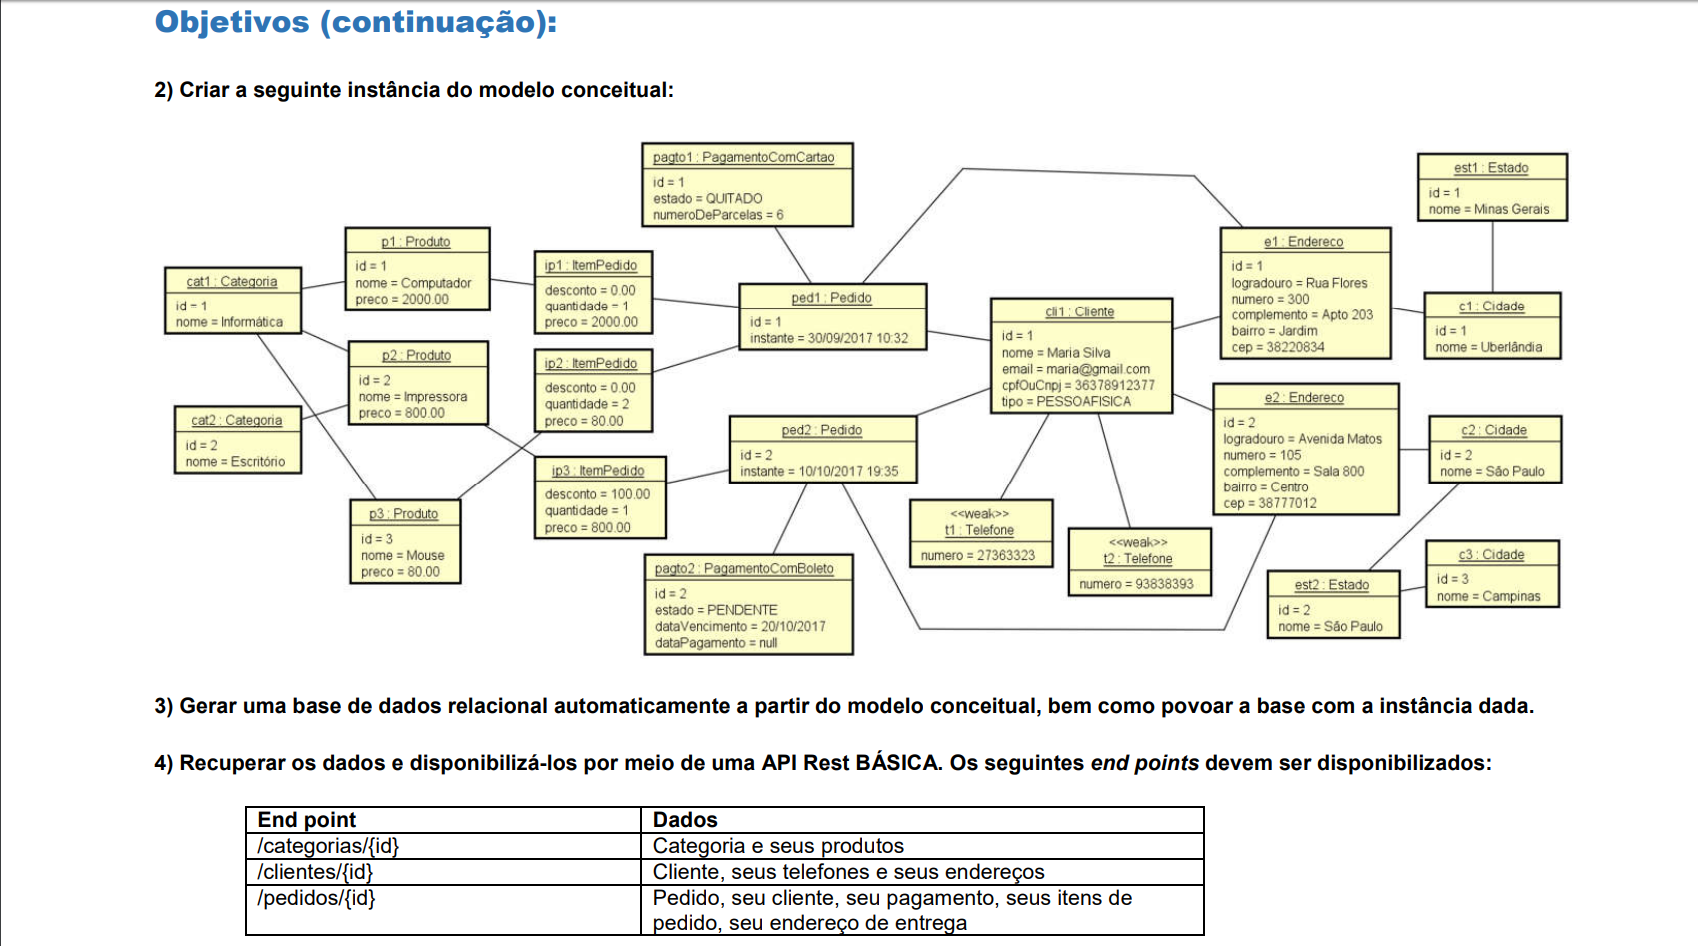 Objetivos (continuação):
2) Criar a seguinte instância do modelo conceitual:
pagto1 : PagamentoComCartao
id = 1
estado = QUITADO
numeroDeParcelas = 6
est1 : Estado
id = 1
nome = Minas Gerais
p1 : Produto
id = 1
nome = Computador
preco = 2000.00
e1 : Endereco
id = 1
logradouro = Rua Flores
numero = 300
complemento = Apto 203
bairro = Jardim
cep = 38220834
ip1 : ItemPedido
desconto = 0.00
quantidade = 1
preco = 2000.00
cat1 : Categoria
id = 1
nome = Informática
ped1 : Pedido
id = 1
instante = 30/09/2017 10:32
cli1 : Cliente
id = 1
nome = Maria Silva
email = maria@gmail.com
cpfOuCnpj = 36378912377
tipo = PESSOAFISICA
c1 : Cidade
id = 1
nome = Uberlândia
p2 : Produto
id = 2
nome = Impressora
preco = 800.00
ip2 : ItemPedido
desconto = 0.00
quantidade = 2
preco = 80.00
e2 : Endereco
id = 2
logradouro = Avenida Matos
numero = 105
complemento = Sala 800
bairro = Centro
cep = 38777012
cat2 : Categoria
id = 2
nome = Escritório
ped2 : Pedido
id = 2
instante = 10/10/2017 19:35
c2 : Cidade
id = 2
nome = São Paulo
ip3 : ItemPedido
desconto = 100.00
quantidade = 1
preco = 800.00
p3 : Produto
id = 3
nome = Mouse
preco = 80.00
<<weak>>
t1 : Telefone
numero = 27363323
<<weak>>
t2 : Telefone
numero = 93838393
c3 : Cidade
id = 3
nome = Campinas
pagto2 : PagamentoComBoleto
id = 2
estado = PENDENTE
dataVencimento = 20/10/2017
dataPagamento = null
est2 : Estado
id = 2
nome = São Paulo
3) Gerar uma base de dados relacional automaticamente a partir do modelo conceitual, bem como povoar a base com a instância dada.
4) Recuperar os dados e disponibilizá-los por meio de uma API Rest BÁSICA. Os seguintes end points devem ser disponibilizados:
End point Dados
/categorias/{id} Categoria e seus produtos
/clientes/{id} Cliente, seus telefones e seus endereços
/pedidos/{id} Pedido, seu cliente, seu pagamento, seus itens de
pedido, seu endereço de entrega